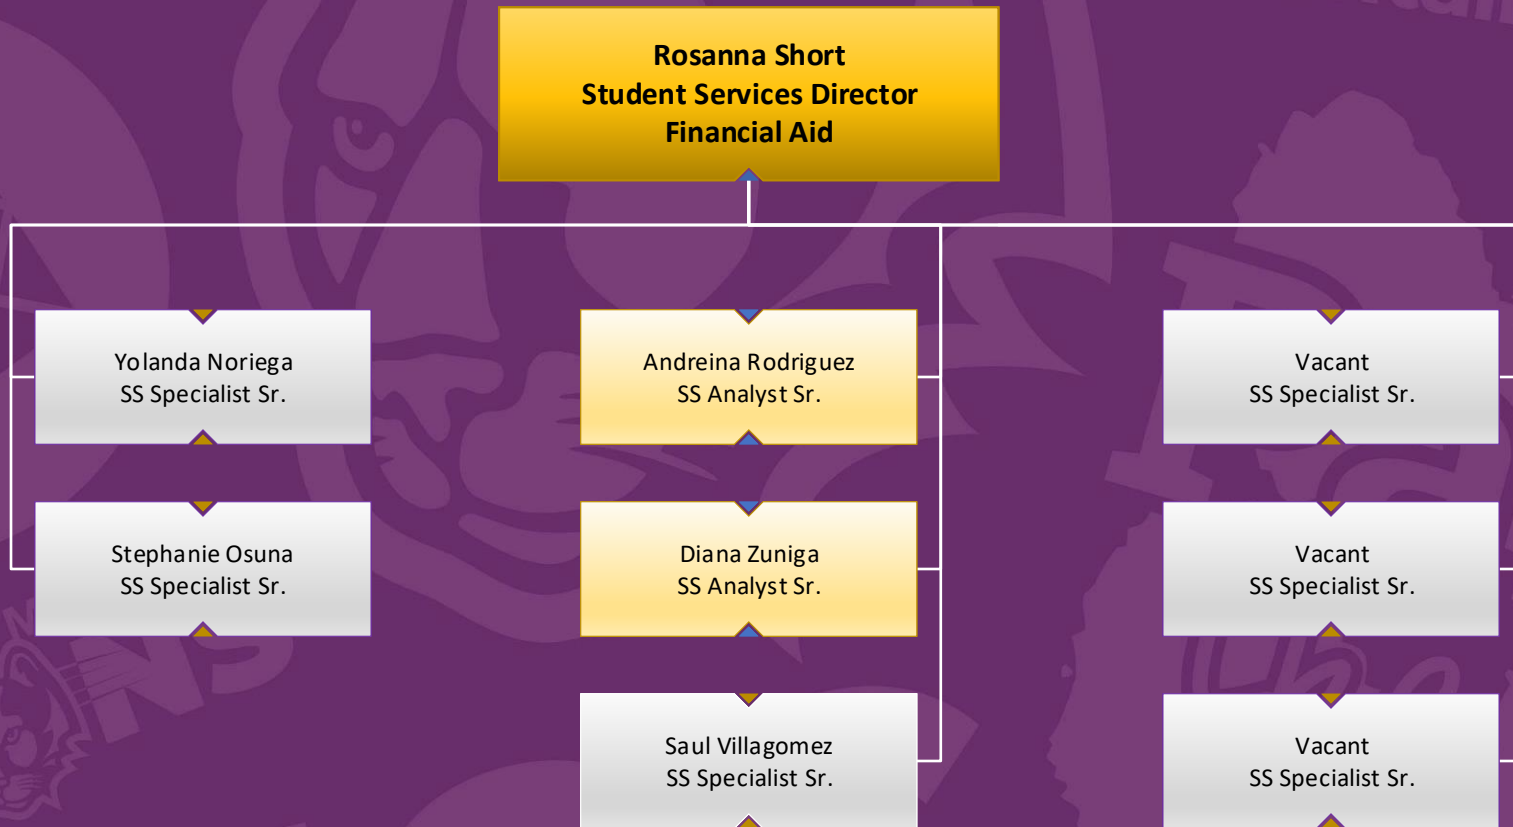 Rosanna Short
Student Services Director
Financial Aid
Yolanda Noriega
SS Specialist Sr.
Andreina Rodriguez
SS Analyst Sr.
Vacant
SS Specialist Sr.
Stephanie Osuna
SS Specialist Sr.
Diana Zuniga
SS Analyst Sr.
Vacant
SS Specialist Sr.
Saul Villagomez
SS Specialist Sr.
Vacant
SS Specialist Sr.